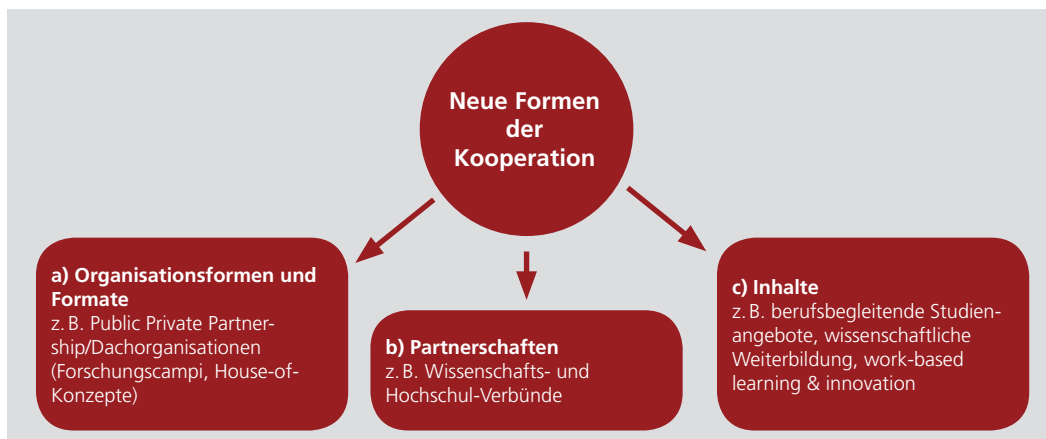 Neue Formen
der
Kooperation
a) Organisationsformen und
Formate
z. B. Public Private Partner-
ship/Dachorganisationen
(Forschungscampi, House-of-
Konzepte)
b) Partnerschaften
z. B. Wissenschafts- und
Hochschul-Verbünde
c) Inhalte
z. B. berufsbegleitende Studien-
angebote, wissenschaftliche
Weiterbildung, work-based
learning & innovation